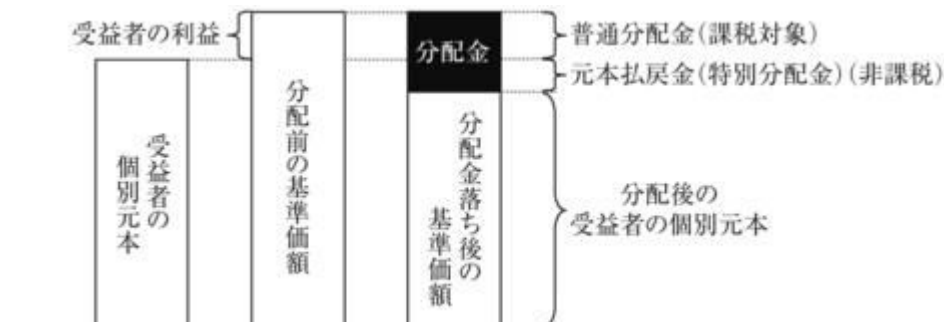 受益者の利益
受益者の
個別元本
分配前の基準価額
分配金
分配金落ち後の
基準価額
普通分配金(課税対象)
元本払戻金(特別分配金)(非課税)
分配後の
受益者の個別元本